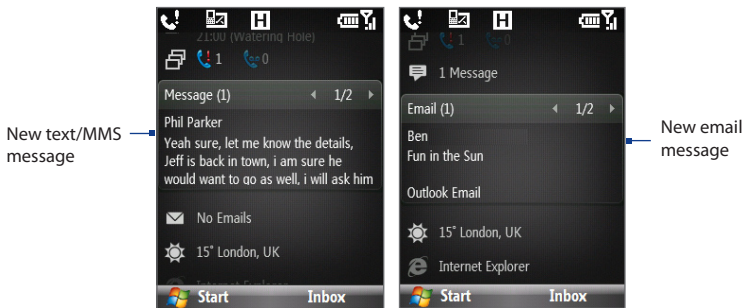 New text/MMS
message
H
21:00 (Watering Hole)
1 0
Message (1) 1/2
Phil Parker
Yeah sure, let me know the details,
Jeff is back in town, i am sure he
would want to go as well, i will ask him
No Emails
15° London, UK
Internet Explorer
Start Inbox
H
1 0
1 Message
Email (1) 1/2
Ben
Fun in the Sun
Outlook Email
15° London, UK
Internet Explorer
Start Inbox
New email
message